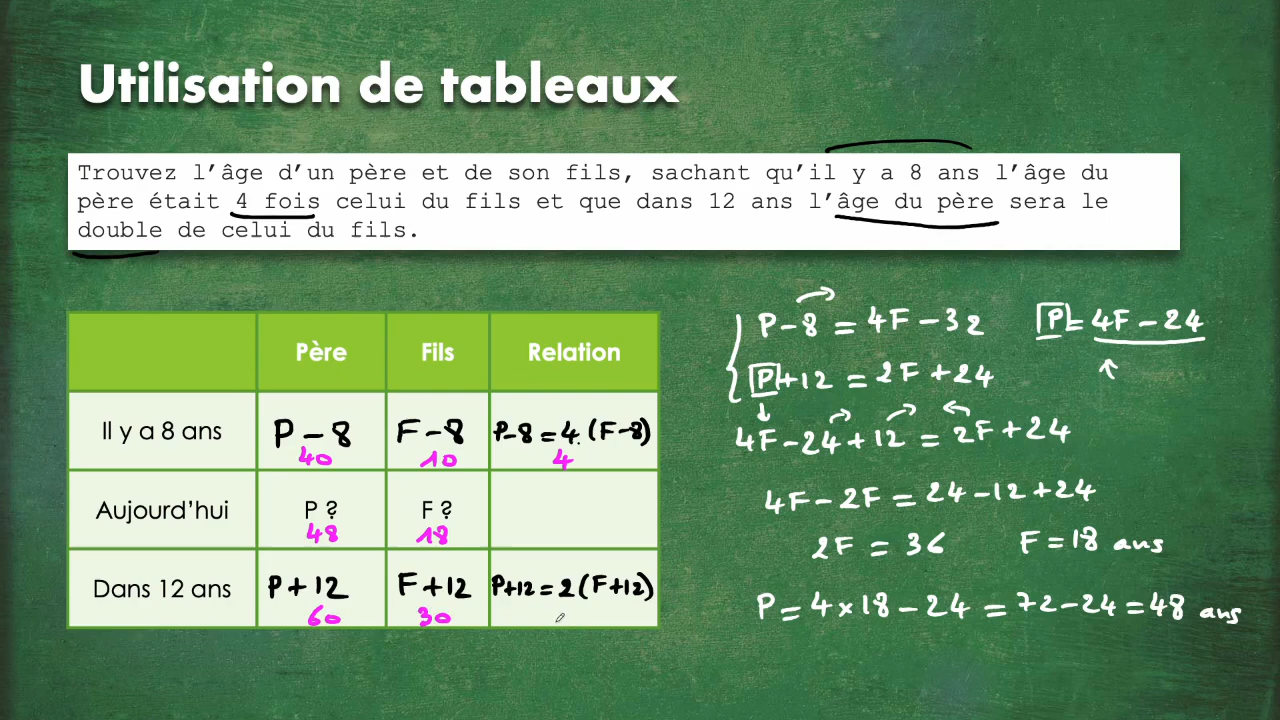 Utilisation de tableaux
Trouvez l’âge d’un père et de son fils, sachant qu’il y a 8 ans l’âge du
père était 4 fois celui du fils et que dans 12 ans l’âge du père sera le
double de celui du fils.
Père Fils Relation
Il y a 8 ans P-8 F-8 P-8=4.(F-8)
40 10 4
Aujourd’hui P ? F ?
48 18
Dans 12 ans P+12 F+12 P+12=2(F+12)
60 30
P-8=4F-32 P=4F-24
P+12=2F+24
4F-24+12=2F+24
4F-2F=24-12+24
2F=36 F=18 ans
P=4×18-24=72-24=48 ans